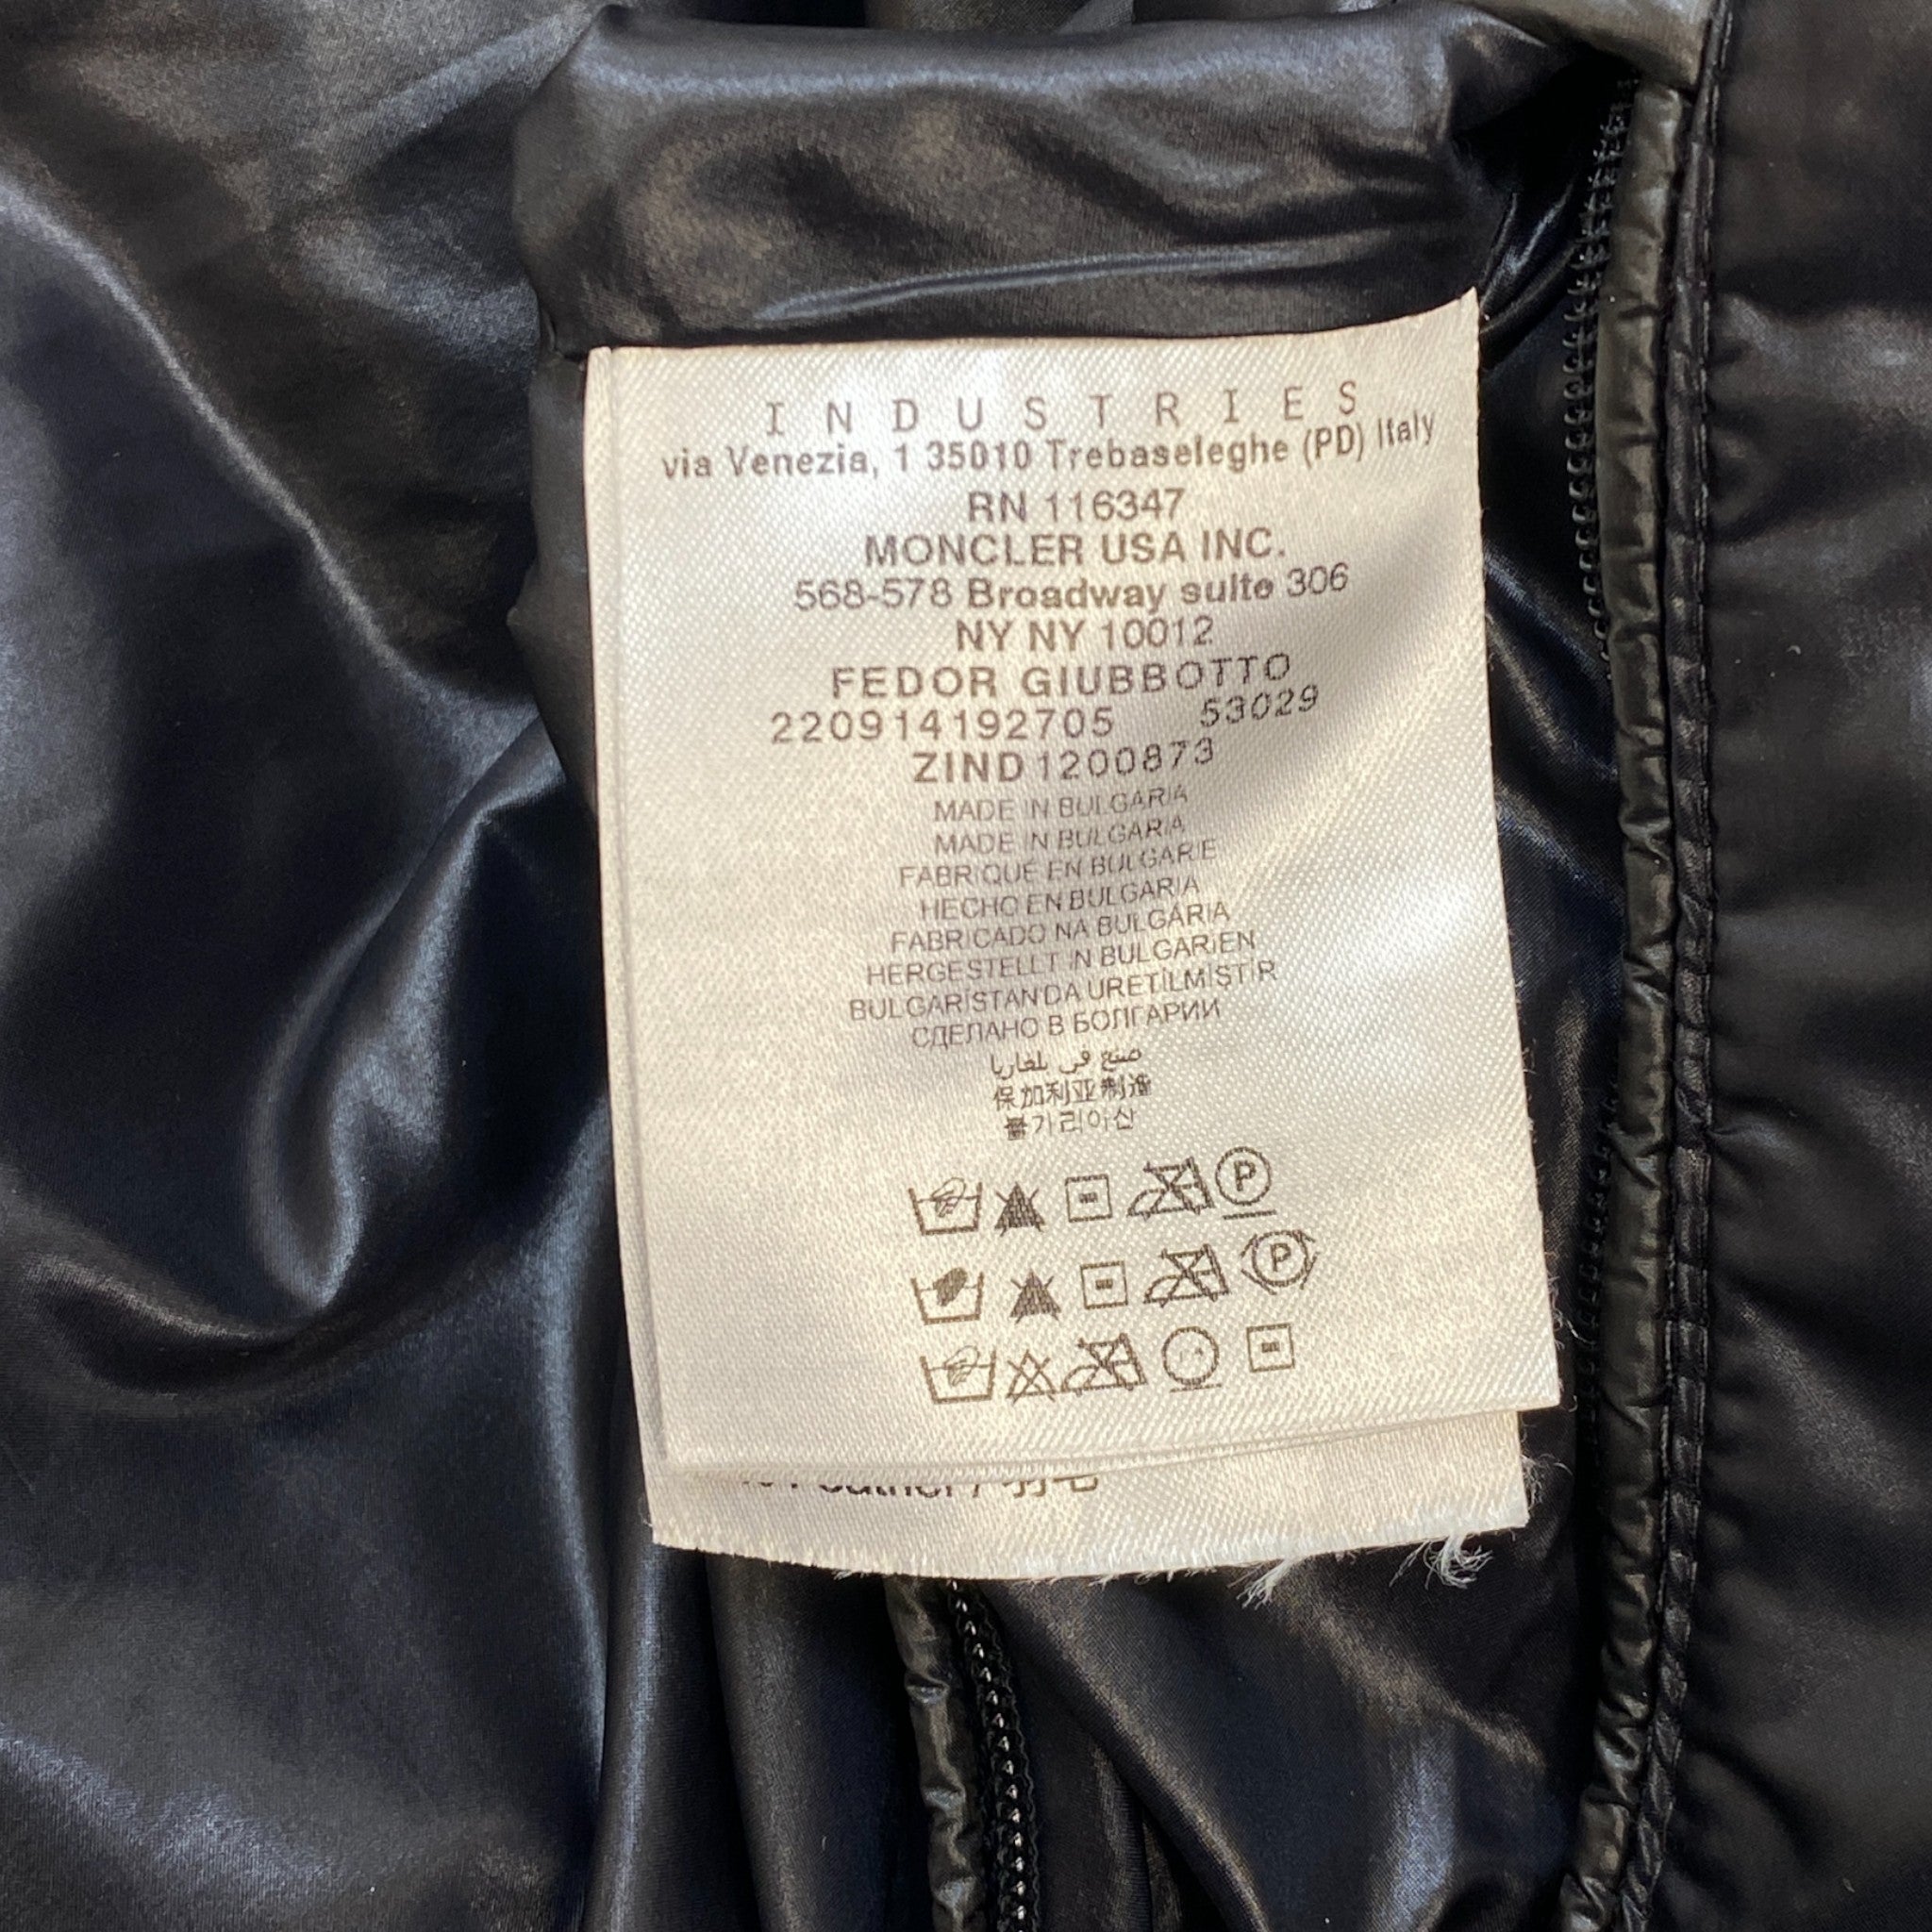 INDUSTRIES
via Venezia, 1 35010 Trebaseleghe (PD) Italy
RN 116347
MONCLER USA INC.
568-578 Broadway suite 306
NY NY 10012
FEDOR GIUBBOTTO
220914192705 53029
ZIND1200873
MADE IN BULGARIA
MADE IN BULGARIA
FABRIQUÉ EN BULGARIE
HECHO EN BULGARIA
FABRICADO NA BULGÁRIA
HERGESTELLT IN BULGARIEN
BULGARİSTAN'DA URETİLMİŞTİR
СДЕЛАНО В БОЛГАРИИ
صنع في بلغاريا
保加利亚制造
불가리아산
P
P